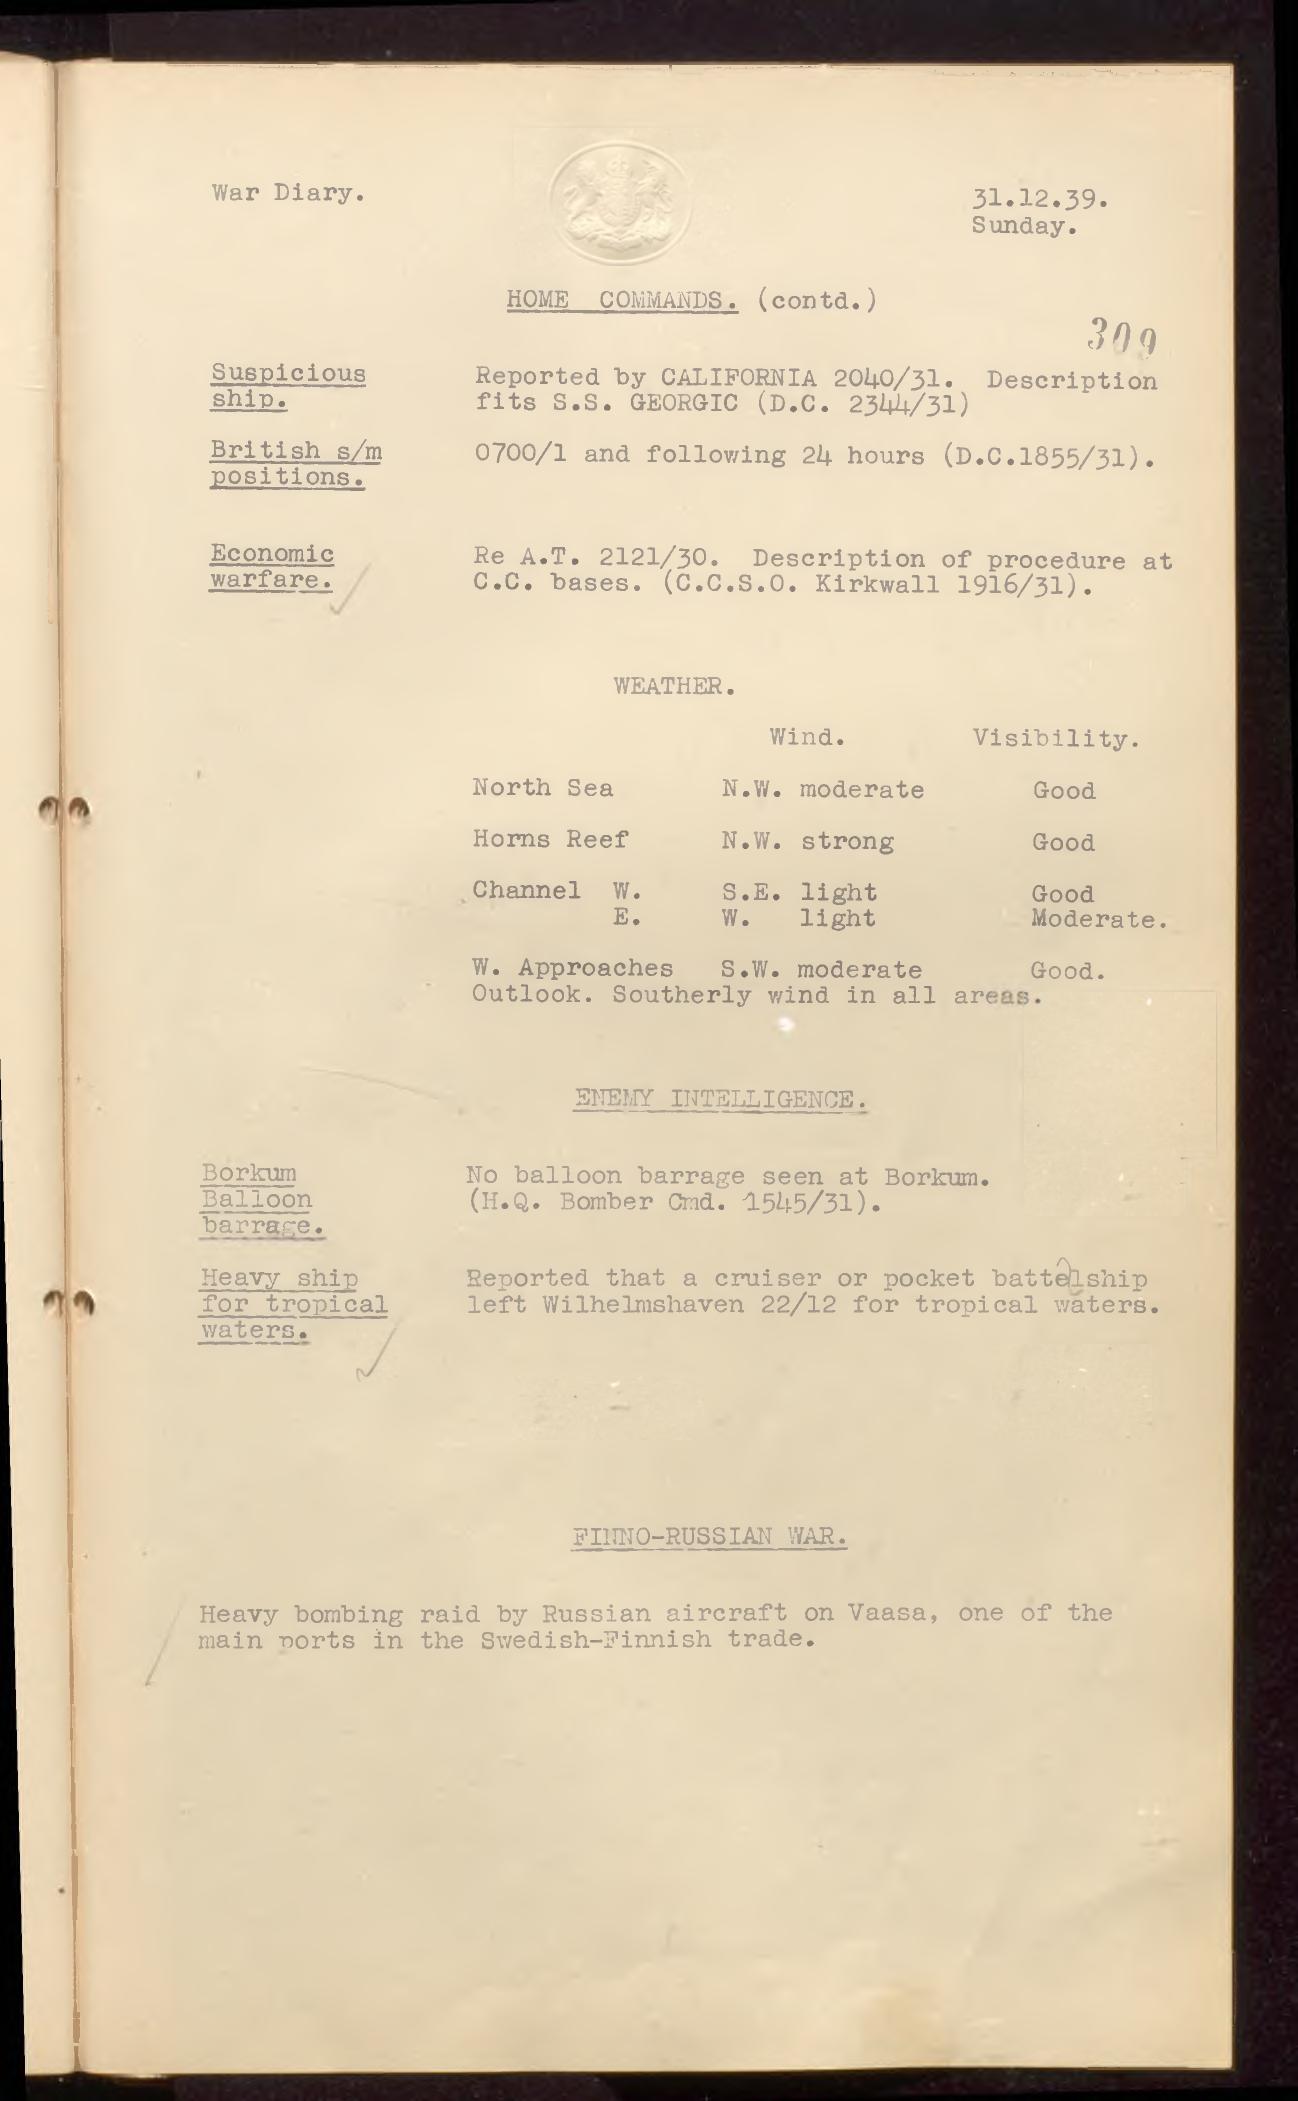 War Diary.
31.12.39.
Sunday.
HOME COMMANDS. (contd.)
309
Suspicious
ship.
Reported by CALIFORNIA 2040/31. Description
fits S.S. GEORGIC (D.C. 2344/31)
British s/m
positions.
0700/1 and following 24 hours (D.C.1855/31).
Economic
warfare.
Re A.T. 2121/30. Description of procedure at
C.C. bases. (C.C.S.O. Kirkwall 1916/31).
WEATHER.
Wind. Visibility.
North Sea N.W. moderate Good
Horns Reef N.W. strong Good
Channel W. S.E. light Good
E. W. light Moderate.
W. Approaches S.W. moderate Good.
Outlook. Southerly wind in all areas.
ENEMY INTELLIGENCE.
Borkum
Balloon
barrage.
No balloon barrage seen at Borkum.
(H.Q. Bomber Cmd. 1545/31).
Heavy ship
for tropical
waters.
Reported that a cruiser or pocket battelship
left Wilhelmshaven 22/12 for tropical waters.
FINNO-RUSSIAN WAR.
Heavy bombing raid by Russian aircraft on Vaasa, one of the
main ports in the Swedish-Finnish trade.